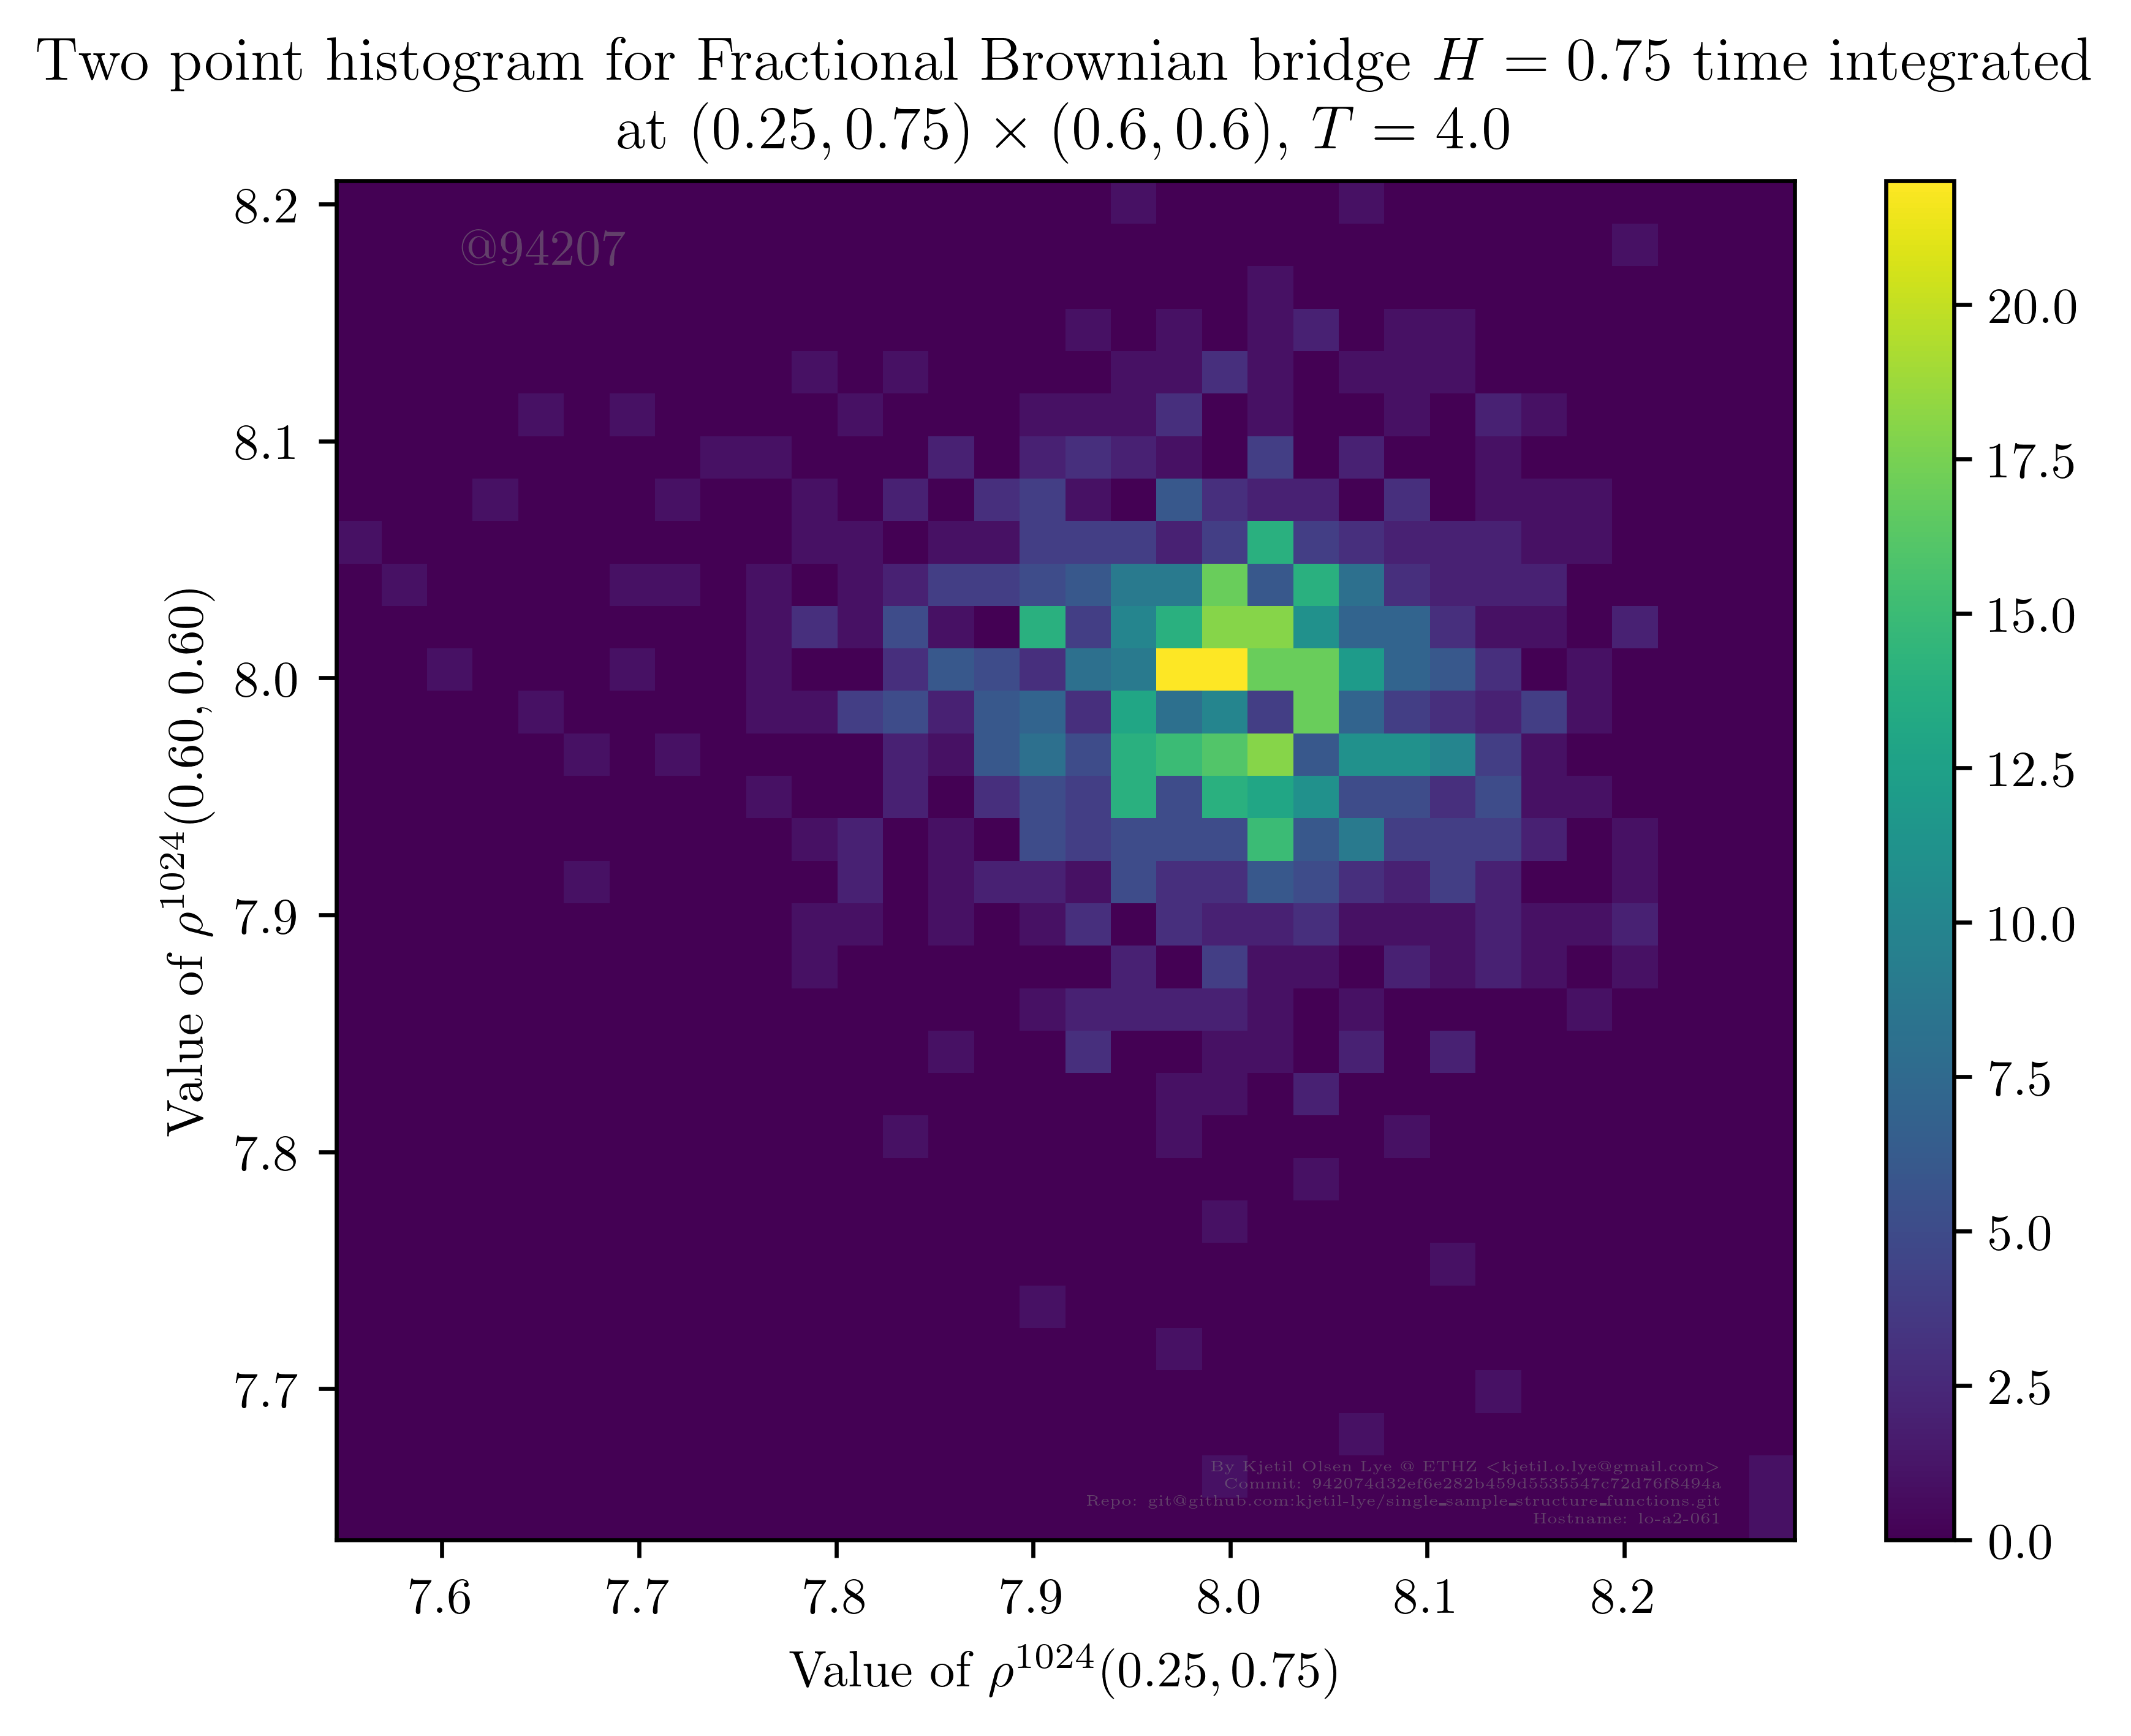 Two point histogram for Fractional Brownian bridge H = 0.75 time integrated
at (0.25, 0.75) × (0.6, 0.6), T = 4.0
@94207
8.2
8.1
8.0
7.9
7.8
7.7
Value of ρ^1024(0.60, 0.60)
20.0
17.5
15.0
12.5
10.0
7.5
5.0
2.5
0.0
By Kjetil Olsen Lye @ ETHZ <kjetil.o.lye@gmail.com>
Commit: 942074d32ef6e282b459d5535547c72d76f8494a
Repo: git@github.com:kjetil-lye/single_sample_structure_functions.git
Hostname: lo-a2-061
7.6 7.7 7.8 7.9 8.0 8.1 8.2
Value of ρ^1024(0.25, 0.75)